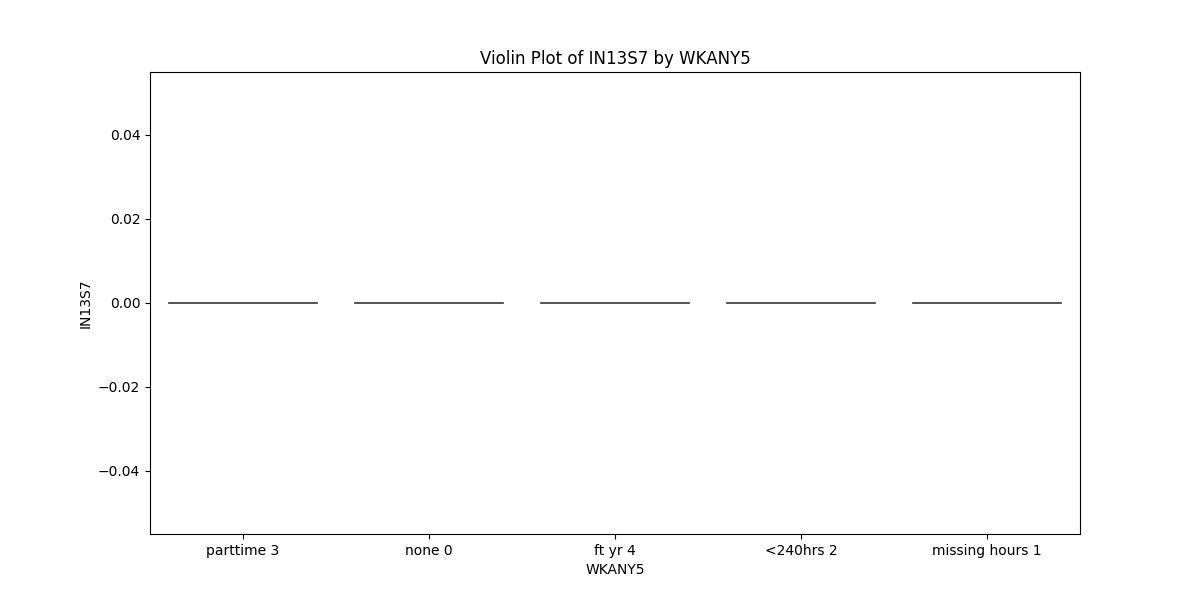 Violin Plot of IN13S7 by WKANY5
0.04
0.02
0.00
−0.02
−0.04
IN13S7
parttime 3
none 0
ft yr 4
<240hrs 2
missing hours 1
WKANY5